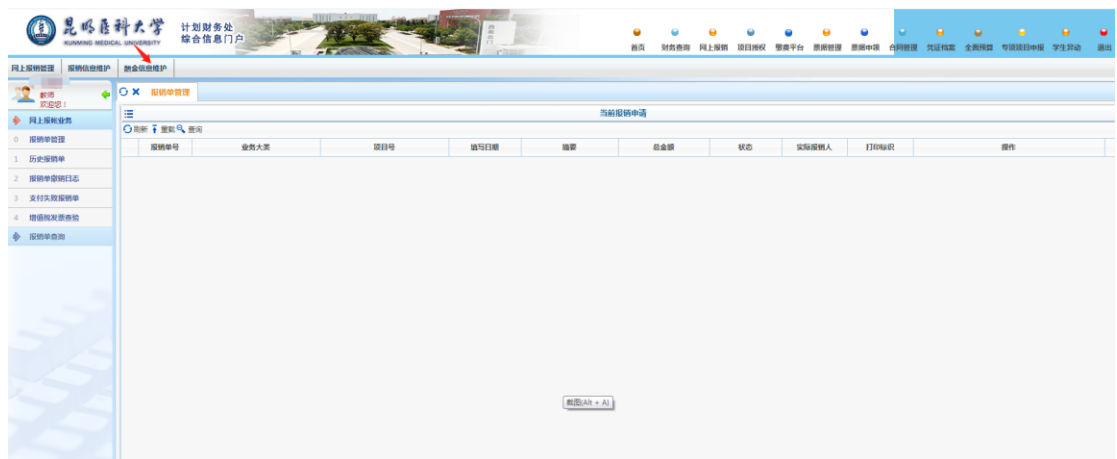 昆明医科大学
KUNMING MEDICAL UNIVERSITY
计划财务处
综合信息门户
首页 财务查询 网上报销 项目授权 票据管理 票据申领 合同管理 凭证档案 全面预算 专项项目申报 学生异动 退出
网上报销管理 报销信息维护 酬金信息维护
教师
欢迎您！
报销单管理
网上报帐业务
当前报销申请
刷新 重载 查询
0 报销单管理
报销单号 业务大类 项目号 填写日期 摘要 总金额 状态 实际报销人 打印标识 操作
1 历史报销单
2 报销单撤销日志
3 支付失败报销单
4 增值税发票查验
报销单查询
截图(Alt + A)